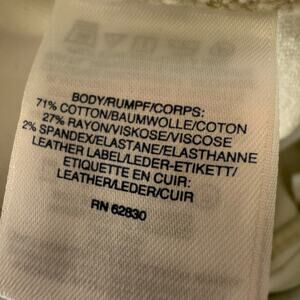 BODY/RUMPF/CORPS:
71% COTTON/BAUMWOLLE/COTON
27% RAYON/VISKOSE/VISCOSE
2% SPANDEX/ELASTANE/ELASTHANNE
LEATHER LABEL/LEDER-ETIKETT/
ETIQUETTE EN CUIR:
LEATHER/LEDER/CUIR
RN 62830